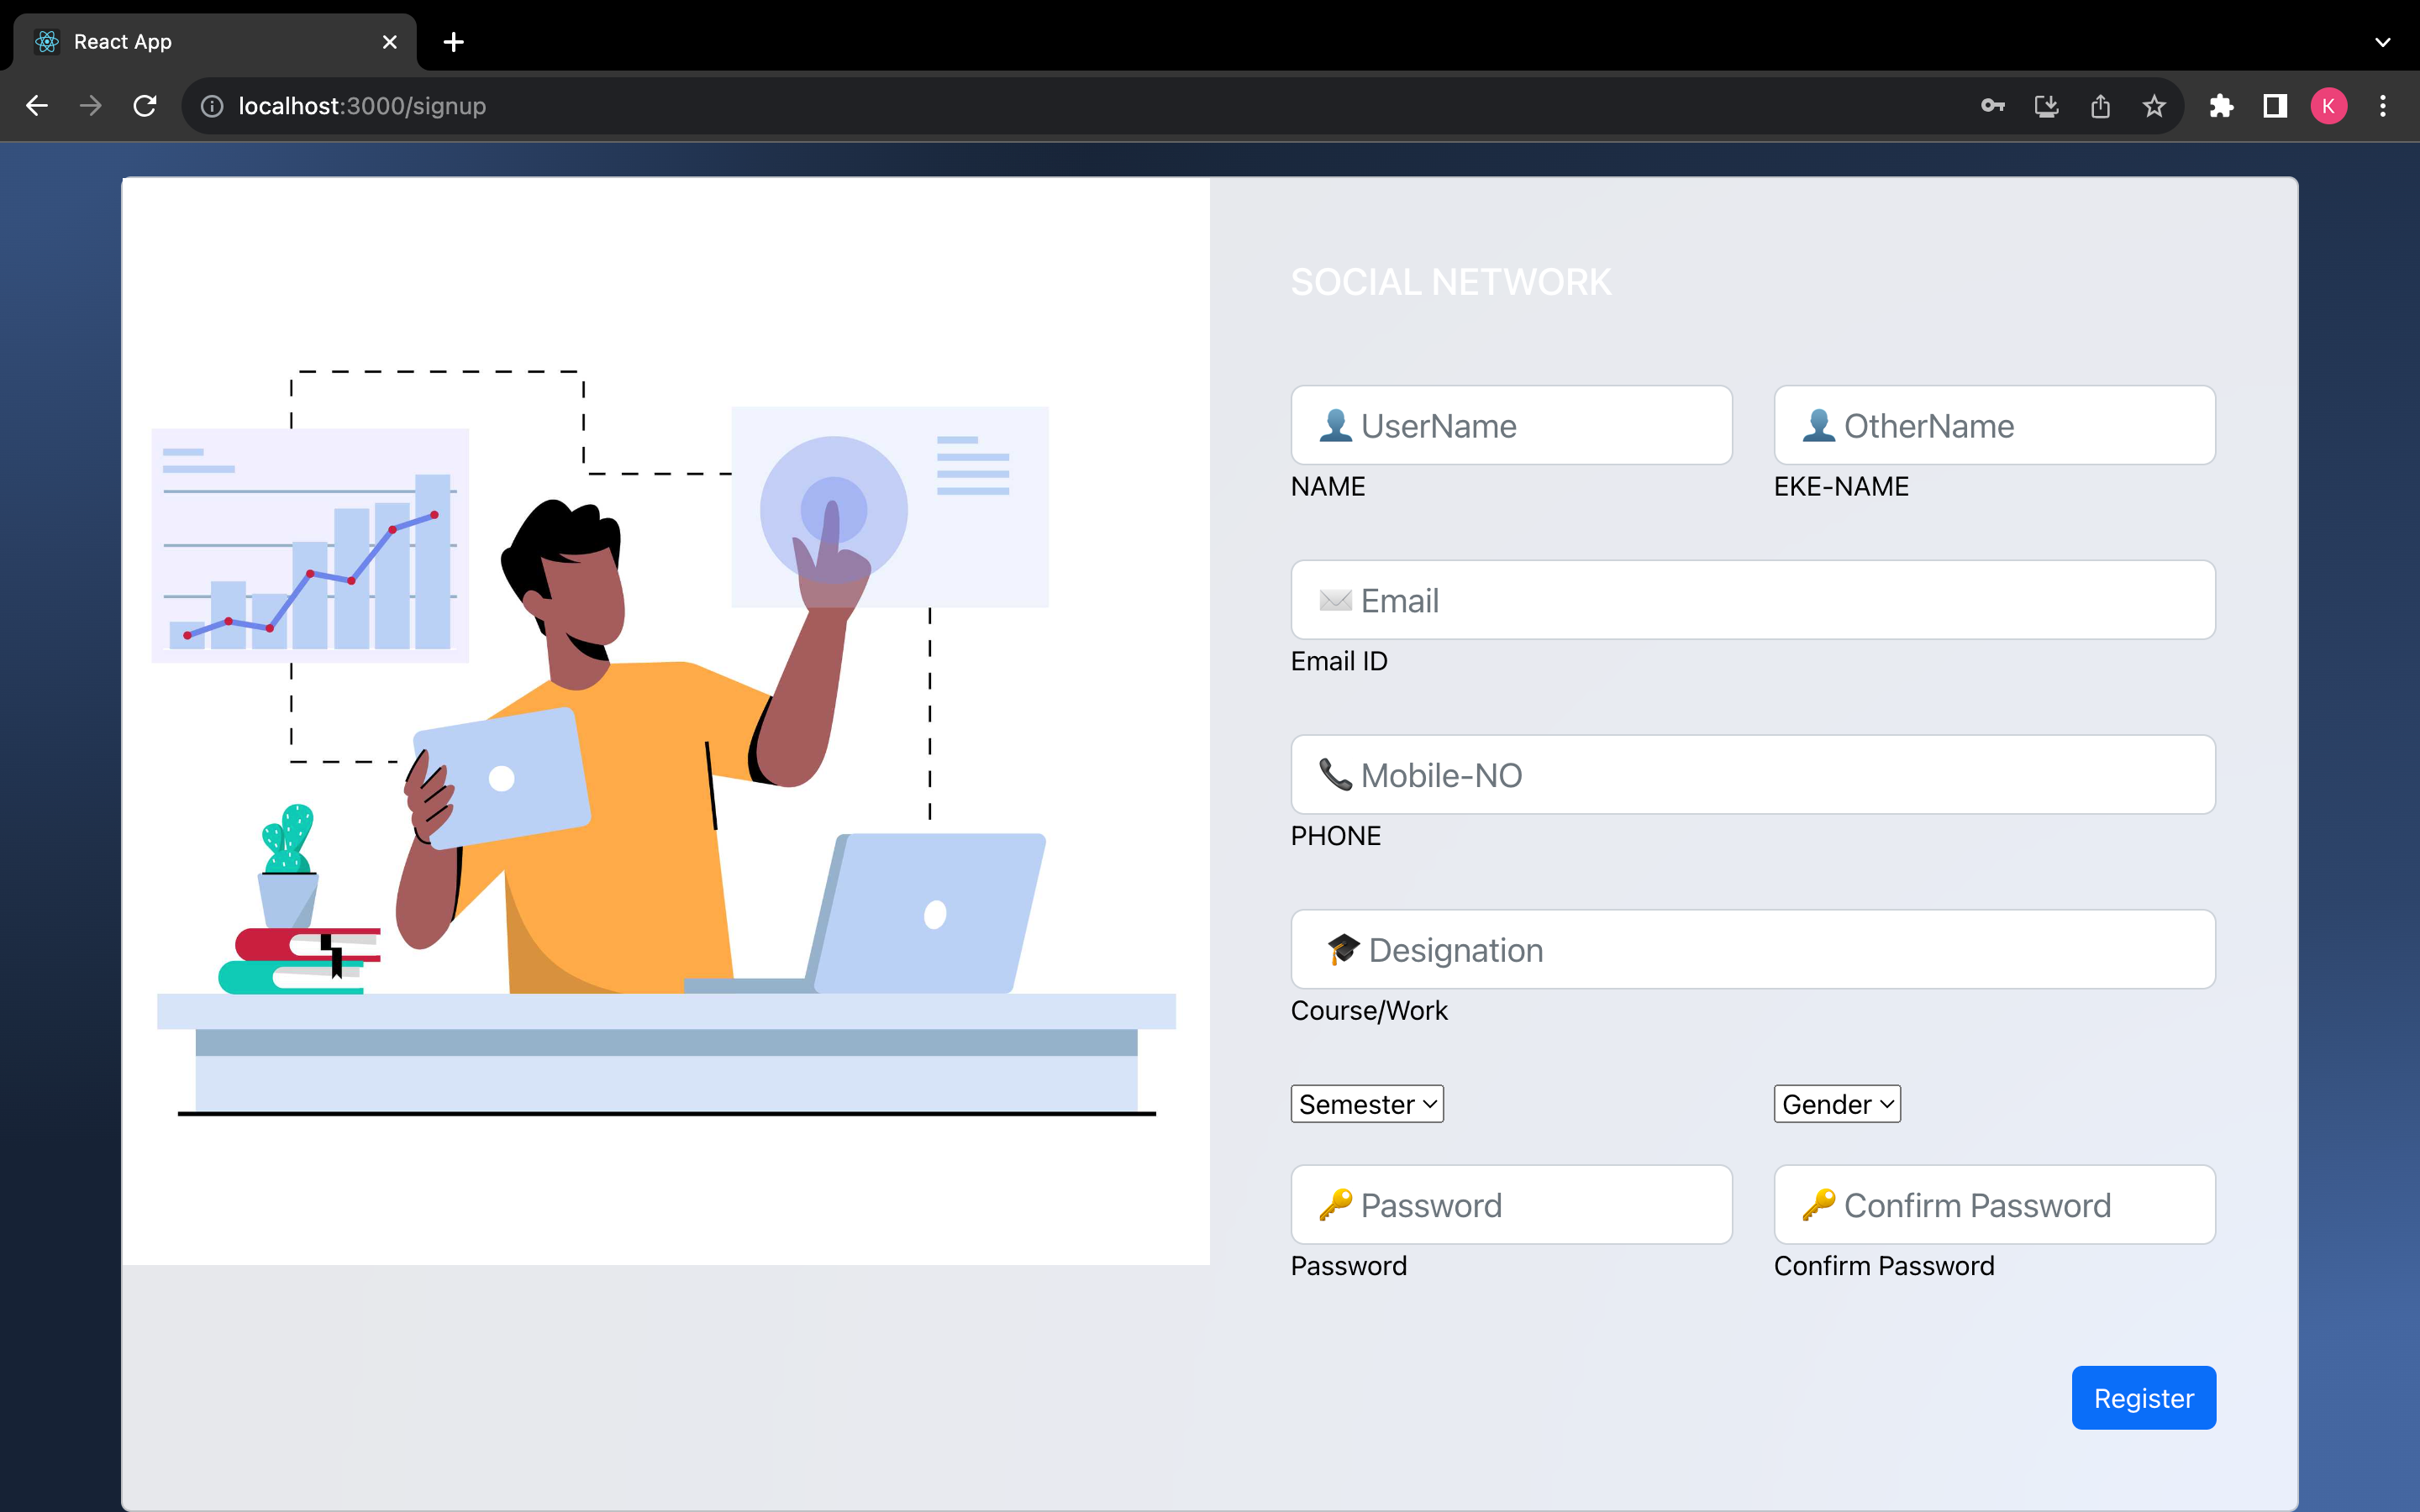 React App
localhost:3000/signup
K
SOCIAL NETWORK
👤 UserName
👤 OtherName
NAME
EKE-NAME
✉️ Email
Email ID
📞 Mobile-NO
PHONE
🎓 Designation
Course/Work
Semester
Gender
🔑 Password
🔑 Confirm Password
Password
Confirm Password
Register